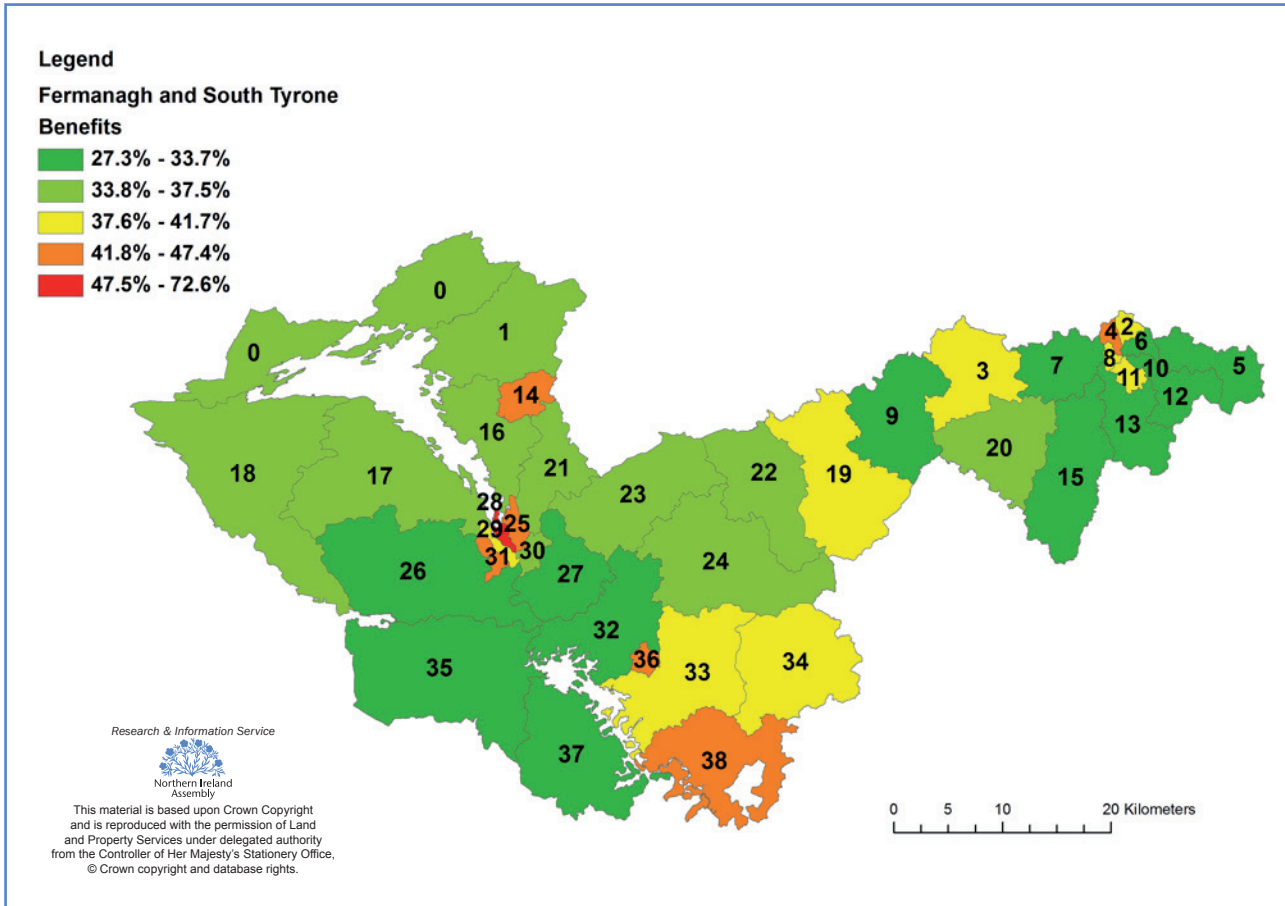 Legend
Fermanagh and South Tyrone
Benefits
27.3% - 33.7%
33.8% - 37.5%
37.6% - 41.7%
41.8% - 47.4%
47.5% - 72.6%
0
0
1
14
16
18
17
21
23
22
19
9
3
7
4
2
6
8
10
11
5
12
13
20
15
28
29
25
31
30
26
27
24
32
36
33
34
35
37
38
Research & Information Service
Northern Ireland
Assembly
This material is based upon Crown Copyright
and is reproduced with the permission of Land
and Property Services under delegated authority
from the Controller of Her Majesty's Stationery Office,
© Crown copyright and database rights.
0 5 10 20 Kilometers